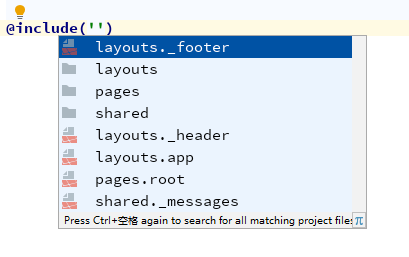 @include('')
layouts._footer
layouts
pages
shared
layouts._header
layouts.app
pages.root
shared._messages
Press Ctrl+空格 again to search for all matching project files
π